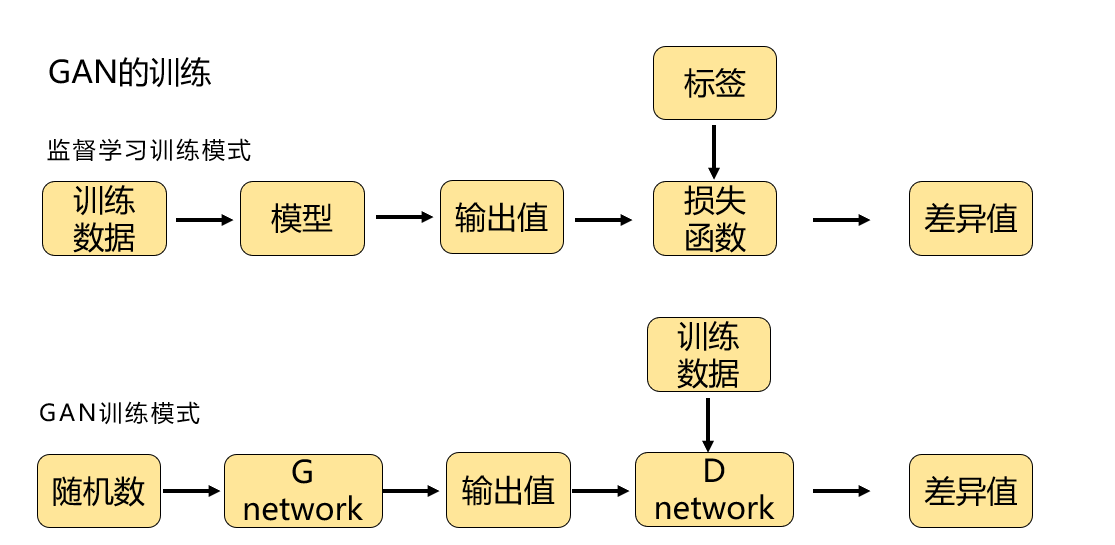 GAN的训练
标签
监督学习训练模式
训练
数据
模型
输出值
损失
函数
差异值
训练
数据
GAN训练模式
随机数
G
network
输出值
D
network
差异值